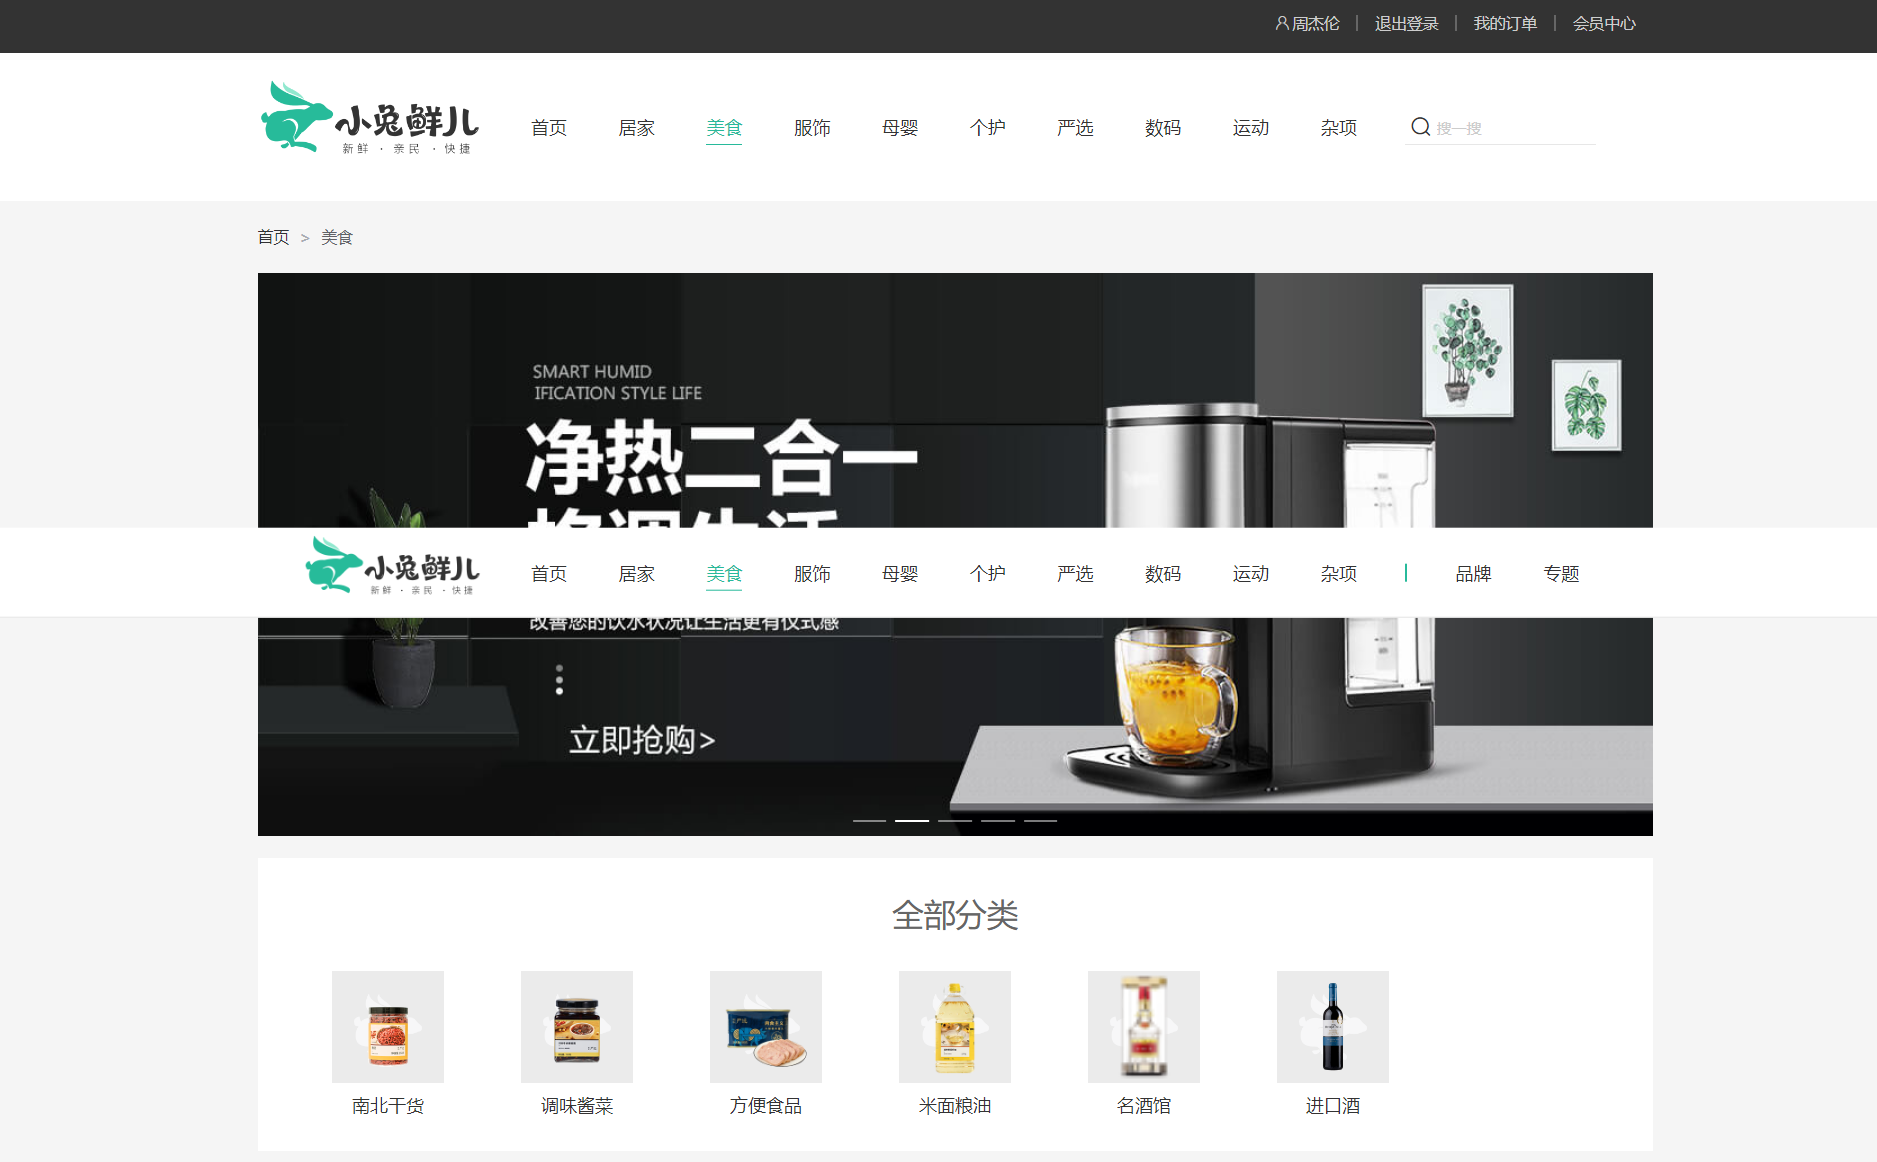 周杰伦 | 退出登录 | 我的订单 | 会员中心
小兔鲜儿
新鲜 · 亲民 · 快捷
首页 居家 美食 服饰 母婴 个护 严选 数码 运动 杂项 搜一搜
首页 > 美食
SMART HUMID
IFICATION STYLE LIFE
净热二合一
格调生活
小兔鲜儿
新鲜 · 亲民 · 快捷
首页 居家 美食 服饰 母婴 个护 严选 数码 运动 杂项 | 品牌 专题
改善您的饮水状况让生活更有仪式感
立即抢购>
全部分类
南北干货 调味酱菜 方便食品 米面粮油 名酒馆 进口酒